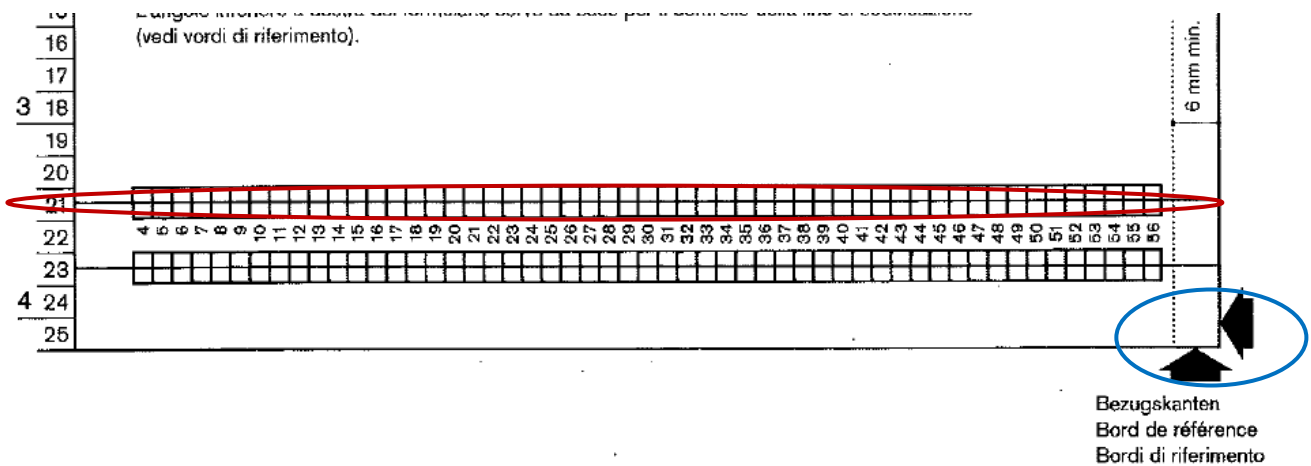 16
(vedi vordi di riferimento).
17
3 18
19
20
21
22
23
4 24
25
6 mm min.
4 5 6 7 8 9 10 11 12 13 14 15 16 17 18 19 20 21 22 23 24 25 26 27 28 29 30 31 32 33 34 35 36 37 38 39 40 41 42 43 44 45 46 47 48 49 50 51 52 53 54 55 56
Bezugskanten
Bord de référence
Bordi di riferimento